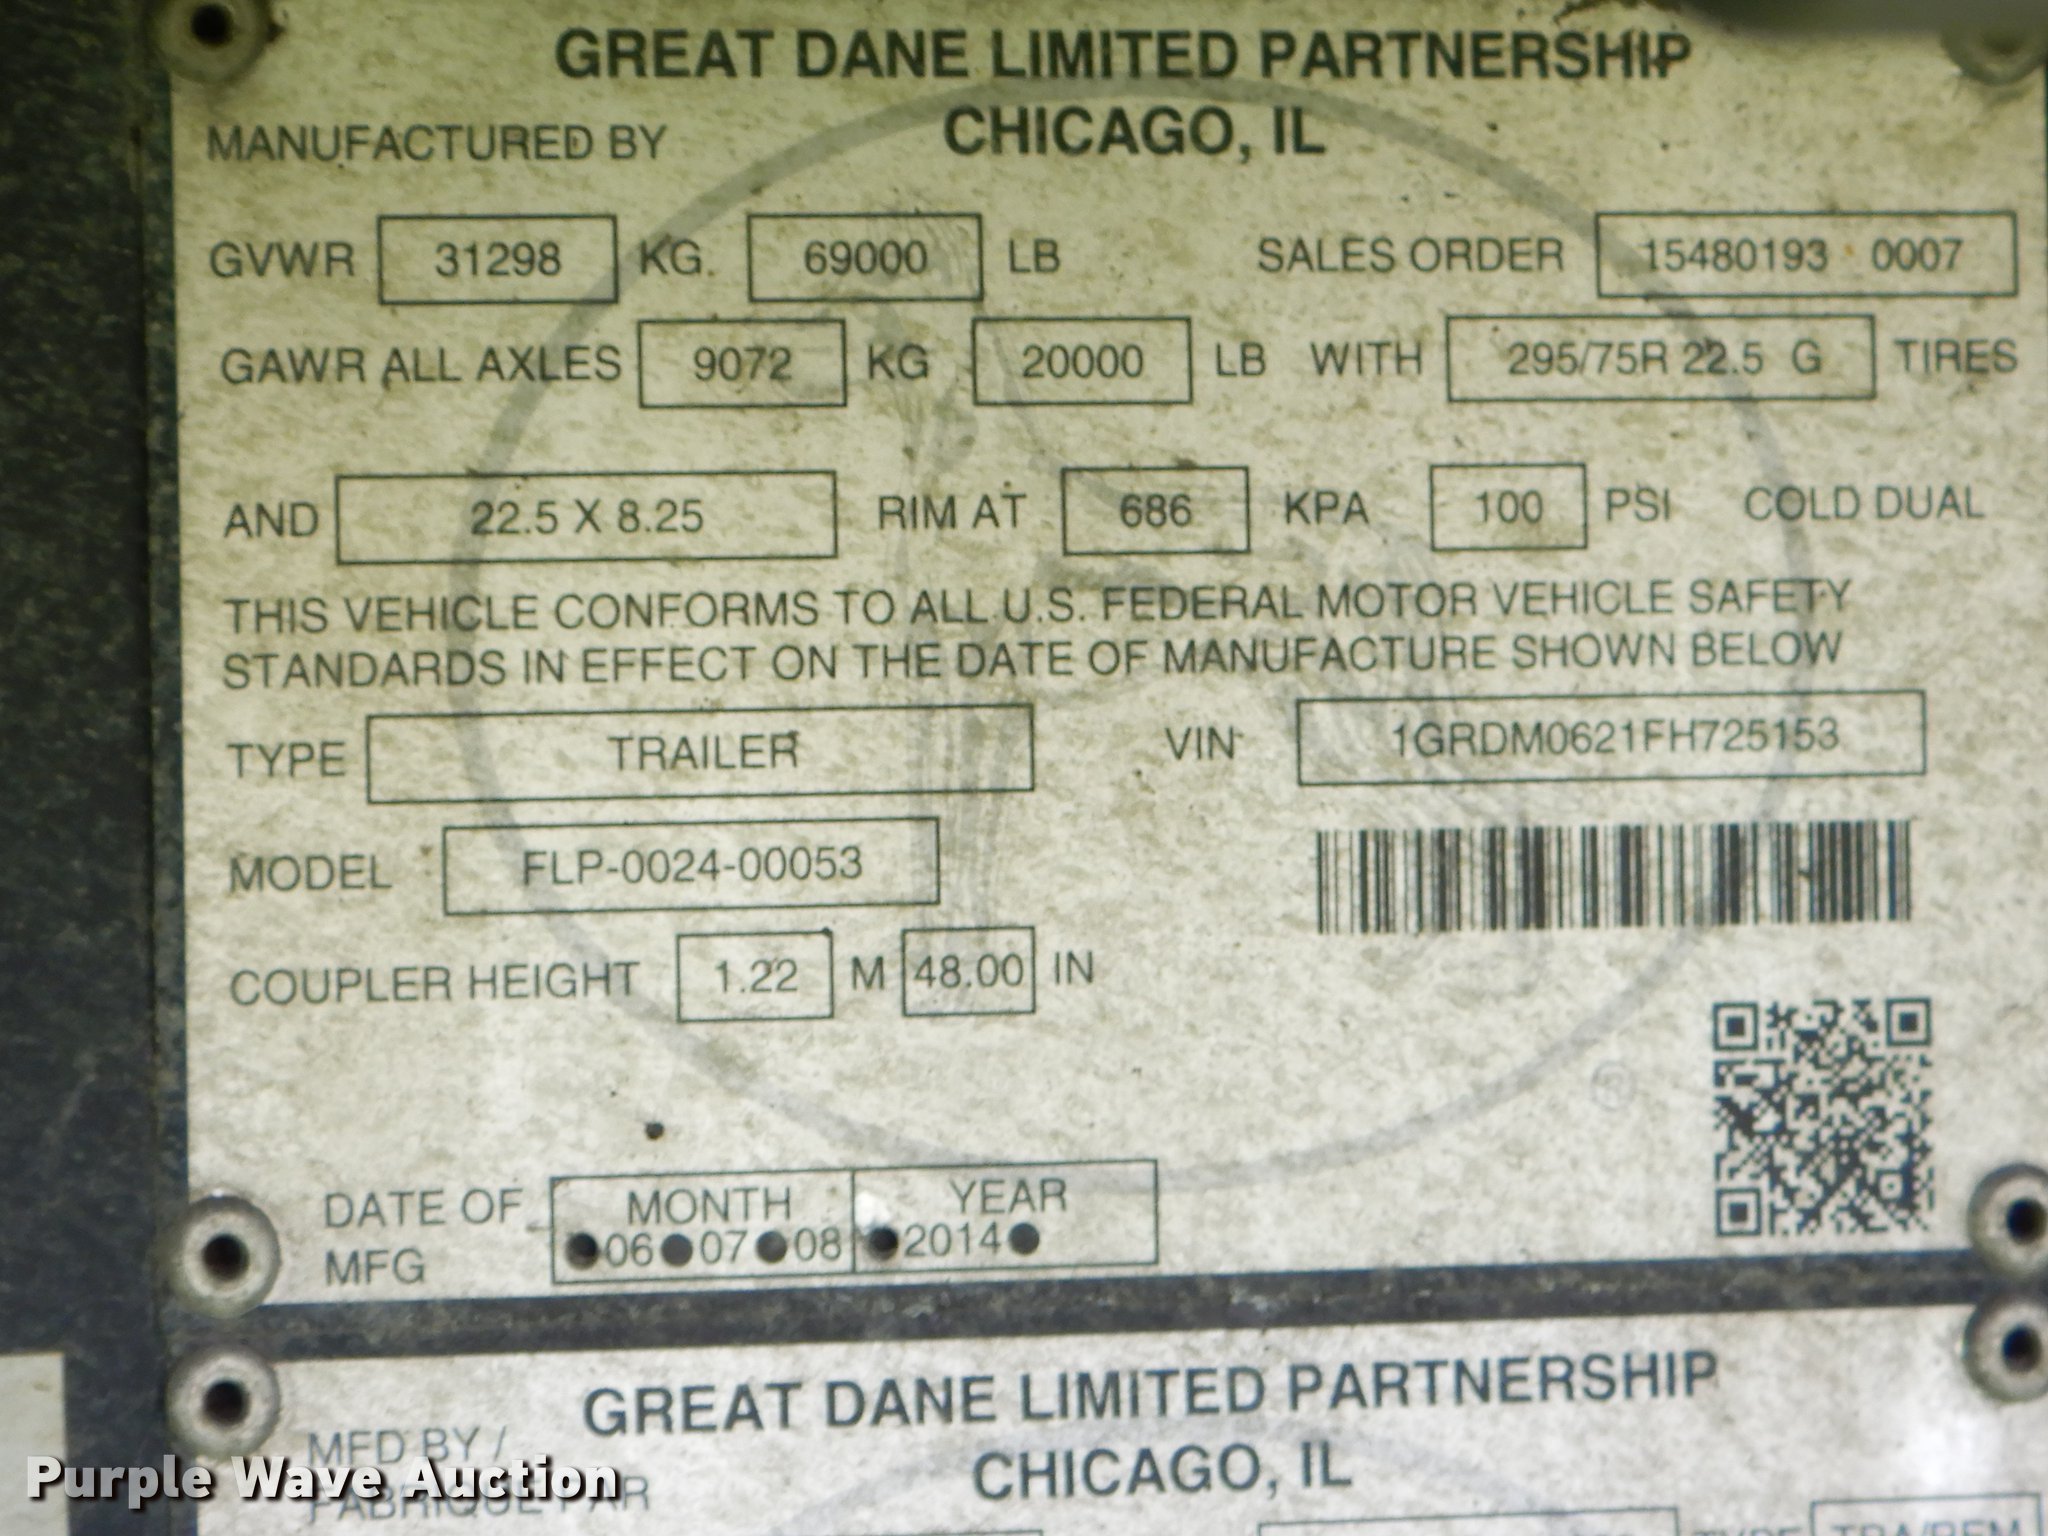 GREAT DANE LIMITED PARTNERSHIP
MANUFACTURED BY CHICAGO, IL
GVWR 31298 KG. 69000 LB SALES ORDER 15480193 0007
GAWR ALL AXLES 9072 KG 20000 LB WITH 295/75R 22.5 G TIRES
AND 22.5 X 8.25 RIM AT 686 KPA 100 PSI COLD DUAL
THIS VEHICLE CONFORMS TO ALL U.S. FEDERAL MOTOR VEHICLE SAFETY
STANDARDS IN EFFECT ON THE DATE OF MANUFACTURE SHOWN BELOW
TYPE TRAILER VIN 1GRDM0621FH725153
MODEL FLP-0024-00053
COUPLER HEIGHT 1.22 M 48.00 IN
®
DATE OF MFG MONTH YEAR
06 07 08 2014
GREAT DANE LIMITED PARTNERSHIP
MFD BY / CHICAGO, IL
FABRIQUE PAR
TYPE TRA/REM
Purple Wave Auction